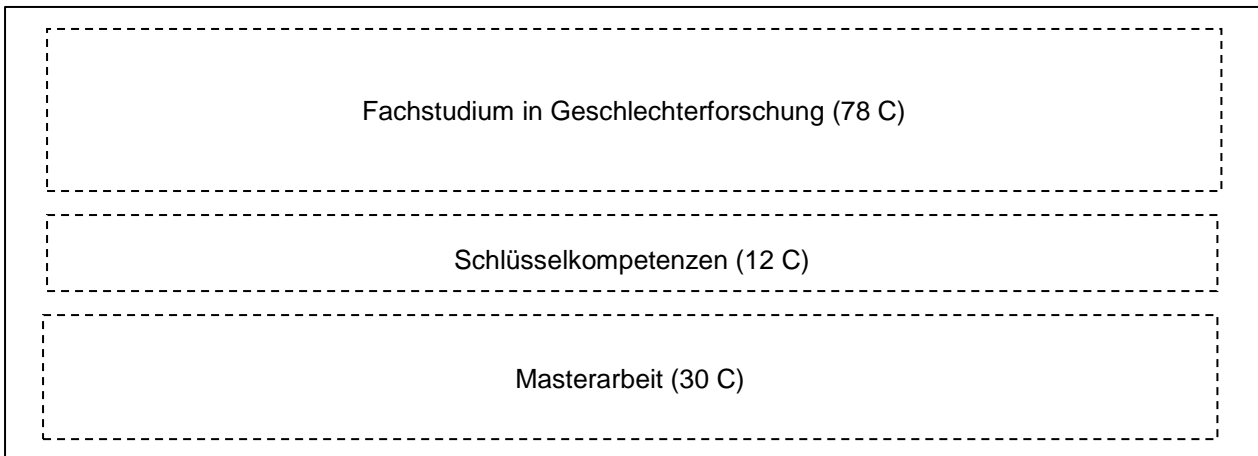 Fachstudium in Geschlechterforschung (78 C)
Schlüsselkompetenzen (12 C)
Masterarbeit (30 C)